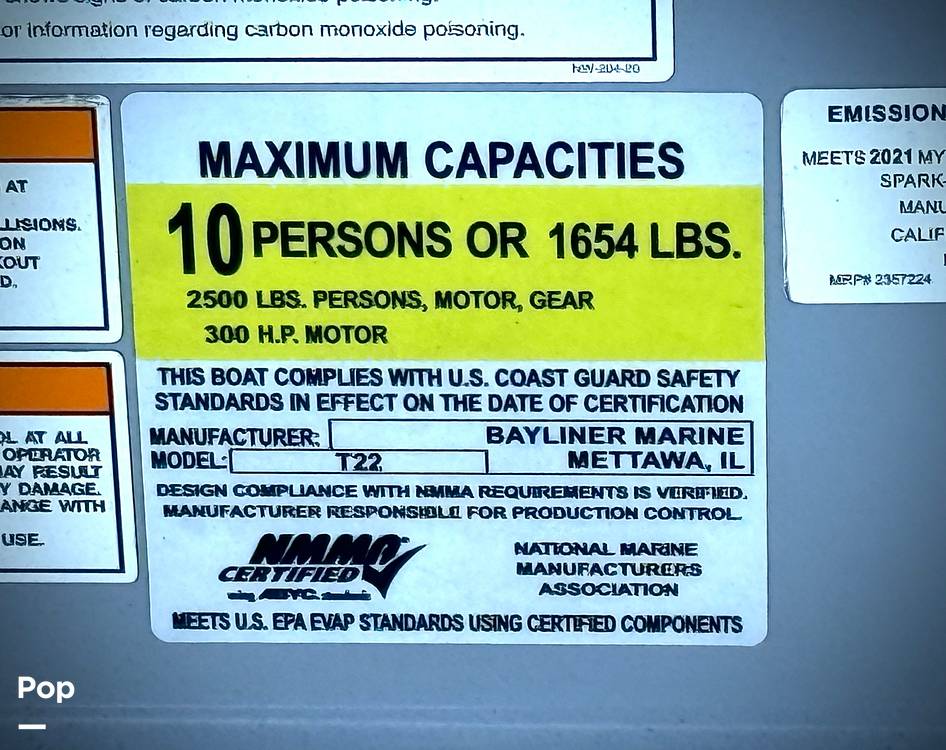 or information regarding carbon monoxide poisoning.
MAXIMUM CAPACITIES
10 PERSONS OR 1654 LBS.
2500 LBS. PERSONS, MOTOR, GEAR
300 H.P. MOTOR
THIS BOAT COMPLIES WITH U.S. COAST GUARD SAFETY
STANDARDS IN EFFECT ON THE DATE OF CERTIFICATION
MANUFACTURER: BAYLINER MARINE
MODEL: T22 METTAWA, IL
DESIGN COMPLIANCE WITH NMMA REQUIREMENTS IS VERIFIED.
MANUFACTURER RESPONSIBLE FOR PRODUCTION CONTROL.
NMMA
CERTIFIED
NATIONAL MARINE
MANUFACTURERS
ASSOCIATION
MEETS U.S. EPA EVAP STANDARDS USING CERTIFIED COMPONENTS
AT
LLISIONS.
ON
KOUT
D.
OL AT ALL
OPERATOR
MAY RESULT
Y DAMAGE.
ANGE WITH
USE.
EMISSION
MEETS 2021 MY
SPARK-
MANU
CALIF
MRP# 2357224
Pop